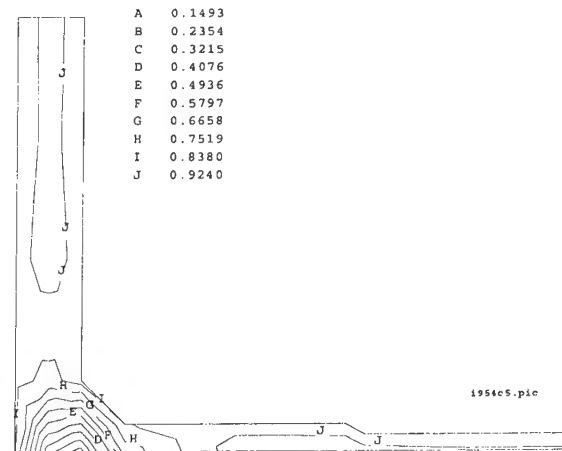 A 0.1493
B 0.2354
C 0.3215
D 0.4076
E 0.4936
F 0.5797
G 0.6658
H 0.7519
I 0.8380
J 0.9240
J
J
J
H
I
G
I
E
D F H
J
J
1954c5.pic